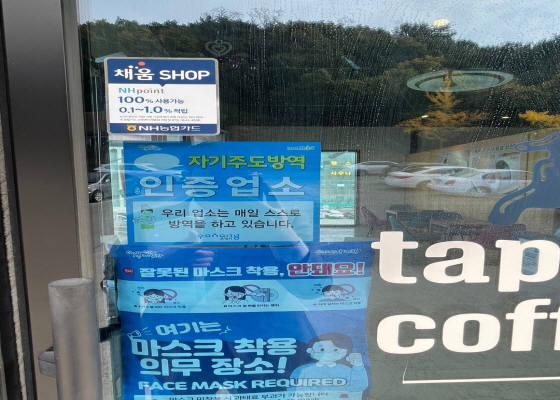 채움 SHOP
NHpoint
100% 사용가능
0.1~1.0% 적립
NH농협카드
자기주도방역
인증업소
우리 업소는 매일 스스로
방역을 하고 있습니다.
잘못된 마스크 착용, 안돼요!
여기는
마스크 착용
의무 장소!
FACE MASK REQUIRED
tap
coff